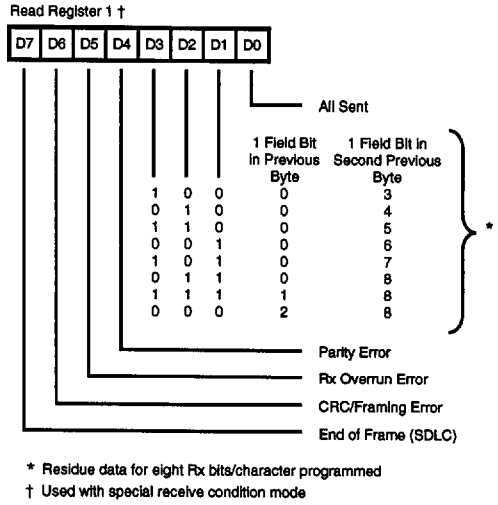 Read Register 1 †
D7 D6 D5 D4 D3 D2 D1 D0
All Sent
1 Field Bit in Previous Byte
1 Field Bit in Second Previous Byte
1 0 0 0 3
0 1 0 0 4
1 1 0 0 5
0 0 1 0 6
1 0 1 0 7
0 1 1 0 8
1 1 1 1 8
0 0 0 2 8
*
Parity Error
Rx Overrun Error
CRC/Framing Error
End of Frame (SDLC)
* Residue data for eight Rx bits/character programmed
† Used with special receive condition mode